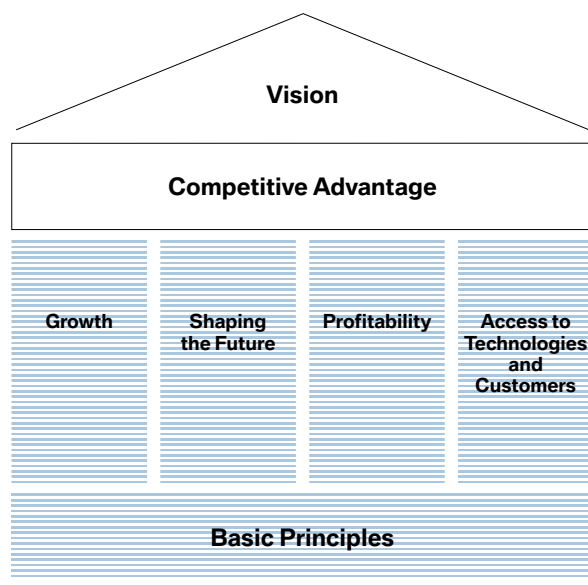 Vision
Competitive Advantage
Growth
Shaping
the Future
Profitability
Access to
Technologies
and
Customers
Basic Principles